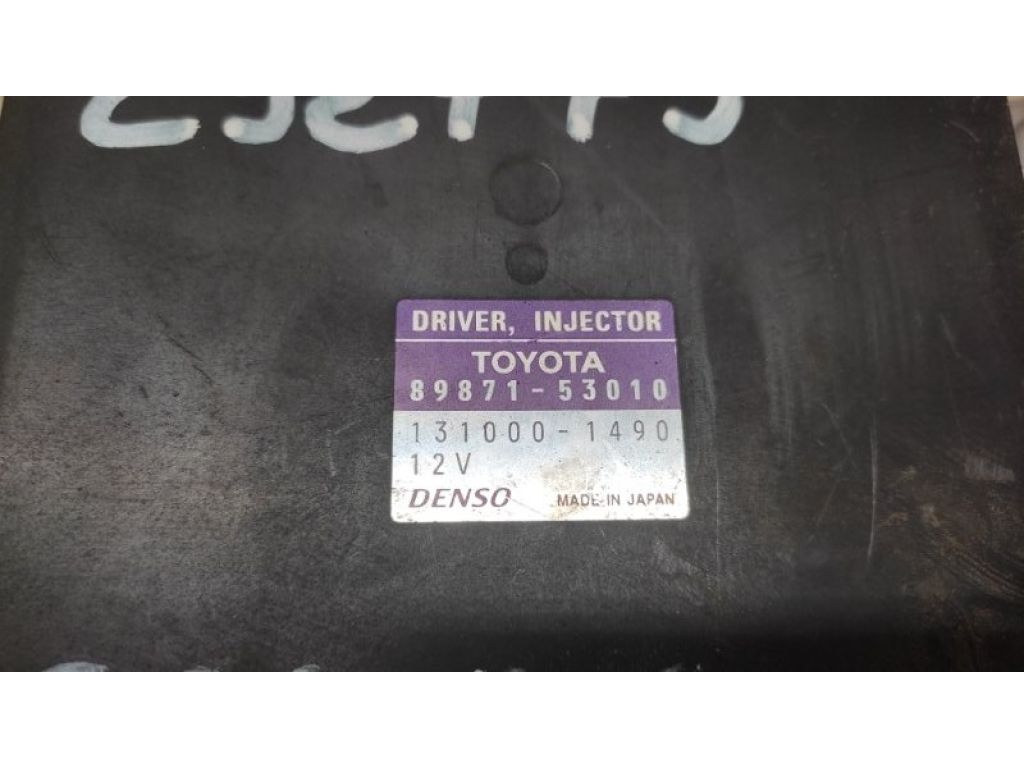 DRIVER, INJECTOR
TOYOTA
89871-53010
131000-1490
12V
DENSO MADE IN JAPAN